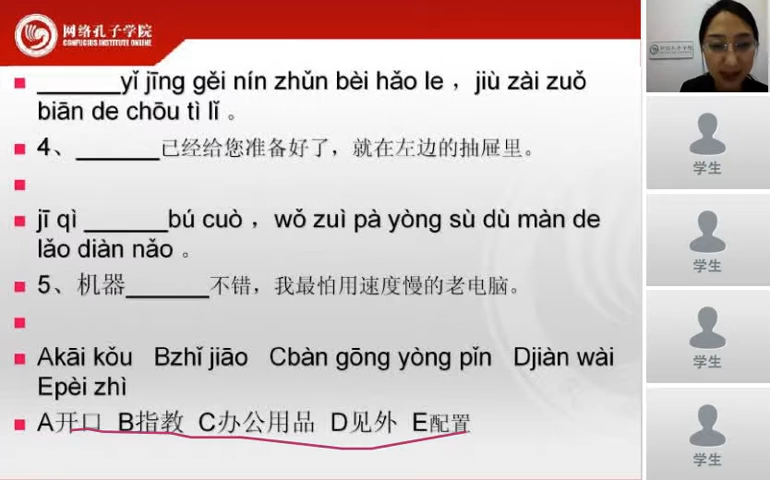 网络孔子学院
CONFUCIUS INSTITUTE ONLINE
______yǐ jīng gěi nín zhǔn bèi hǎo le ，jiù zài zuǒ
biān de chōu tì lǐ 。
4、______已经给您准备好了，就在左边的抽屉里。
jī qì ______bú cuò ，wǒ zuì pà yòng sù dù màn de
lǎo diàn nǎo 。
5、机器______不错，我最怕用速度慢的老电脑。
Akāi kǒu Bzhǐ jiāo Cbàn gōng yòng pǐn Djiàn wài
Epèi zhì
A开口 B指教 C办公用品 D见外 E配置
网络孔子学院
学生
学生
学生
学生